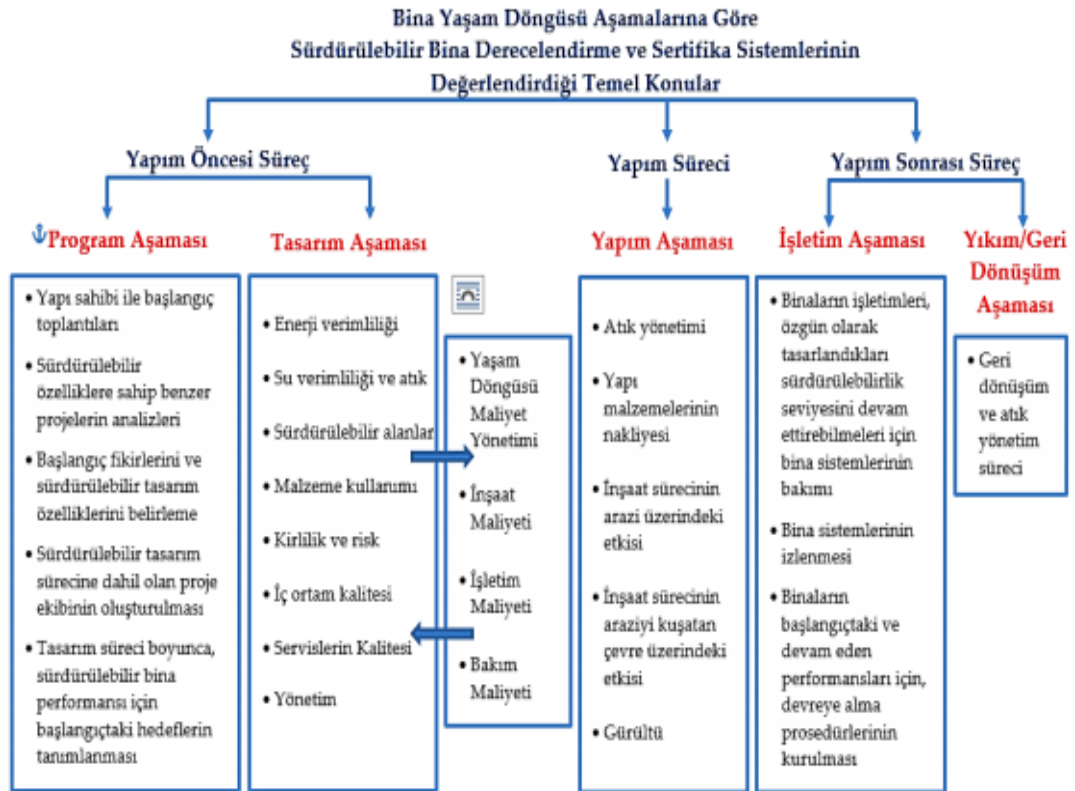 Bina Yaşam Döngüsü Aşamalarına Göre
Sürdürülebilir Bina Derecelendirme ve Sertifika Sistemlerinin
Değerlendirdiği Temel Konular
Yapım Öncesi Süreç
Yapım Süreci
Yapım Sonrası Süreç
Program Aşaması
Tasarım Aşaması
Yapım Aşaması
İşletim Aşaması
Yıkım/Geri
Dönüşüm
Aşaması
• Yapı sahibi ile başlangıç
toplantıları
• Sürdürülebilir
özelliklere sahip benzer
projelerin analizleri
• Başlangıç fikirlerini ve
sürdürülebilir tasarım
özelliklerini belirleme
• Sürdürülebilir tasarım
sürecine dahil olan proje
ekibinin oluşturulması
• Tasarım süreci boyunca,
sürdürülebilir bina
performansı için
başlangıçtaki hedeflerin
tanımlanması
• Enerji verimliliği
• Su verimliliği ve atık
• Sürdürülebilir alanlar
• Malzeme kullanımı
• Kirlilik ve risk
• İç ortam kalitesi
• Servislerin Kalitesi
• Yönetim
• Yaşam
Döngüsü
Maliyet
Yönetimi
• İnşaat
Maliyeti
• İşletim
Maliyeti
• Bakım
Maliyeti
• Atık yönetimi
• Yapı
malzemelerinin
nakliyesi
• İnşaat sürecinin
arazi üzerindeki
etkisi
• İnşaat sürecinin
araziyi kuşatan
çevre üzerindeki
etkisi
• Gürültü
• Binaların işletimleri,
özgün olarak
tasarlandıkları
sürdürülebilirlik
seviyesini devam
ettirebilmeleri için
bina sistemlerinin
bakımı
• Bina sistemlerinin
izlenmesi
• Binaların
başlangıçtaki ve
devam eden
performansları için,
devreye alma
prosedürlerinin
kurulması
• Geri
dönüşüm
ve atık
yönetim
süreci